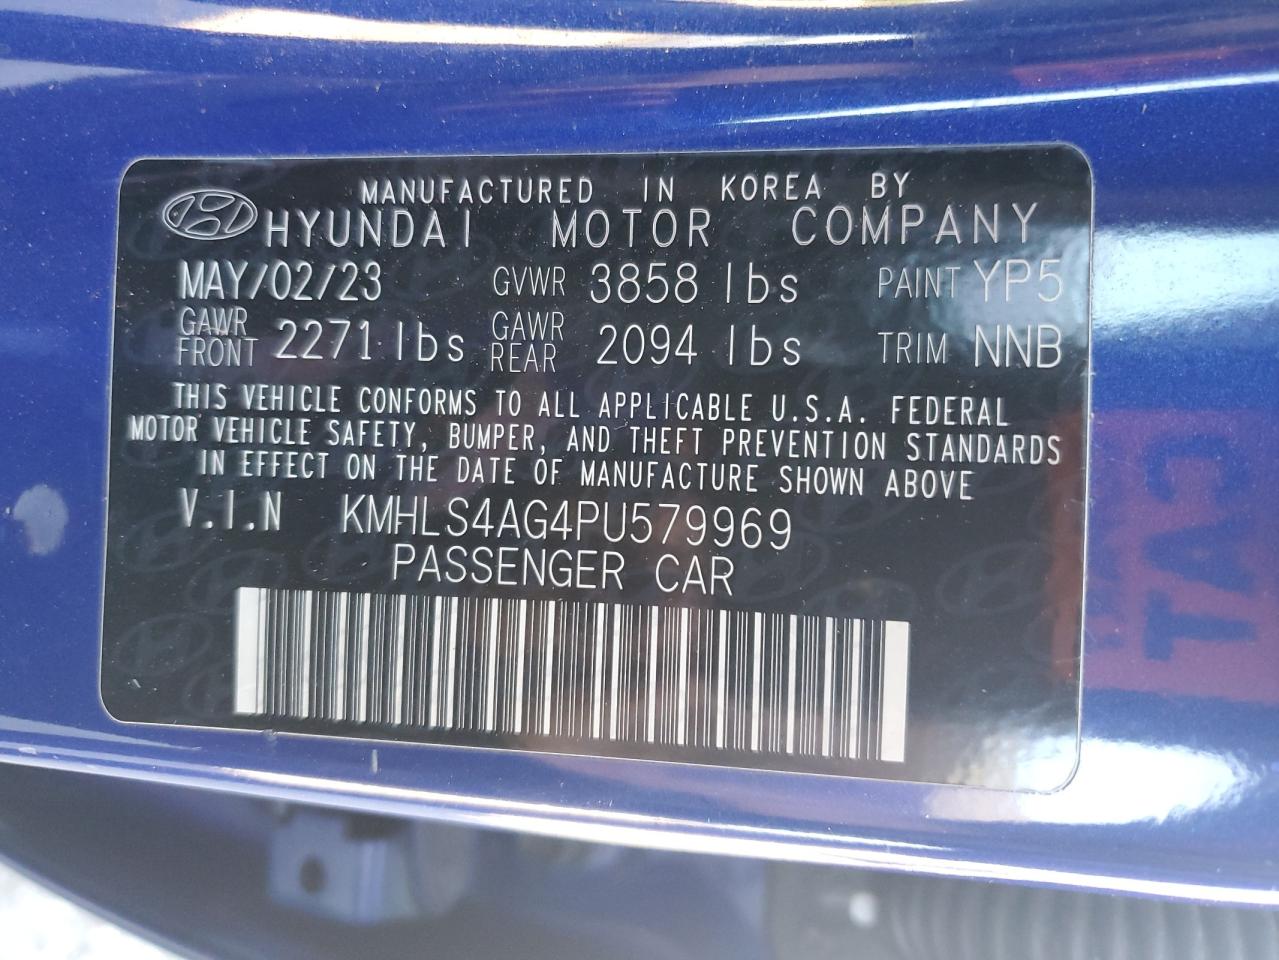 MANUFACTURED IN KOREA BY
HYUNDAI MOTOR COMPANY
MAY/02/23 GVWR 3858 lbs PAINT YP5
GAWR FRONT 2271 lbs GAWR REAR 2094 lbs TRIM NNB
THIS VEHICLE CONFORMS TO ALL APPLICABLE U.S.A. FEDERAL
MOTOR VEHICLE SAFETY, BUMPER, AND THEFT PREVENTION STANDARDS
IN EFFECT ON THE DATE OF MANUFACTURE SHOWN ABOVE
V.I.N KMHLS4AG4PU579969
PASSENGER CAR